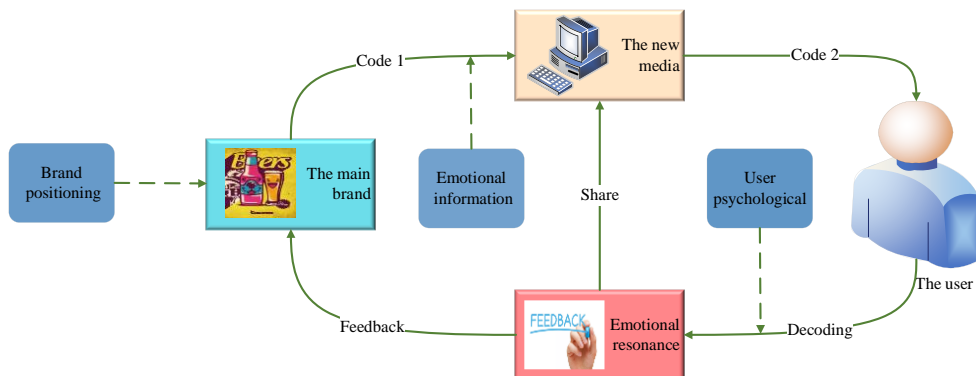 Code 1
The new
media
Code 2
Brand
positioning
Beers
The main
brand
Emotional
information
Share
User
psychological
The user
Feedback
FEEDBACK
Emotional
resonance
Decoding